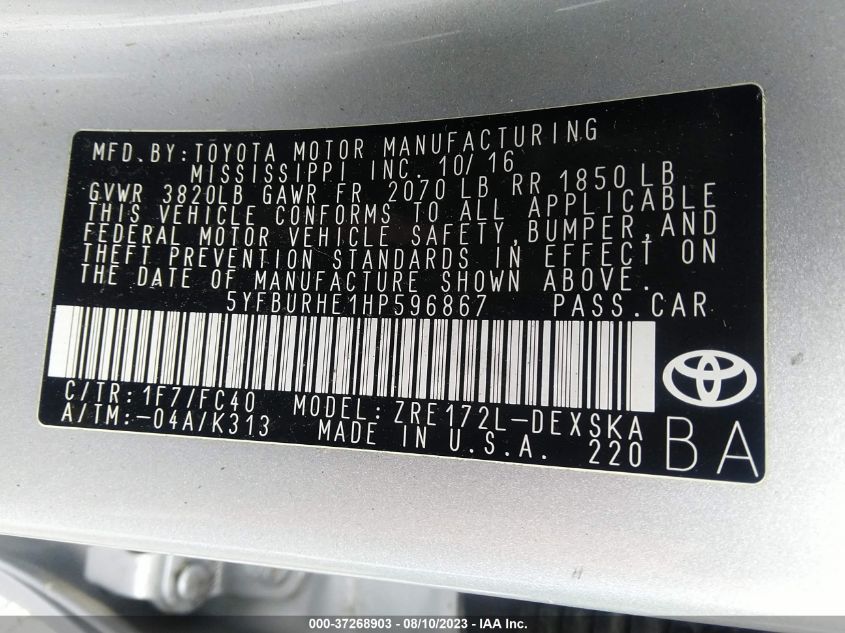 MFD.BY:TOYOTA MOTOR MANUFACTURING
MISSISSIPPI INC. 10/16
GVWR 3820LB GAWR FR 2070 LB RR 1850LB
THIS VEHICLE CONFORMS TO ALL APPLICABLE
FEDERAL MOTOR VEHICLE SAFETY,BUMPER,AND
THEFT PREVENTION STANDARDS IN EFFECT ON
THE DATE OF MANUFACTURE SHOWN ABOVE.
5YFBURHE1HP596867 PASS.CAR
C/TR:1F7/FC40 MODEL:ZRE172L-DEXSKA
A/TM:-04A/K313 MADE IN U.S.A. 220 BA
000-37268903 - 08/10/2023 - IAA, Inc.